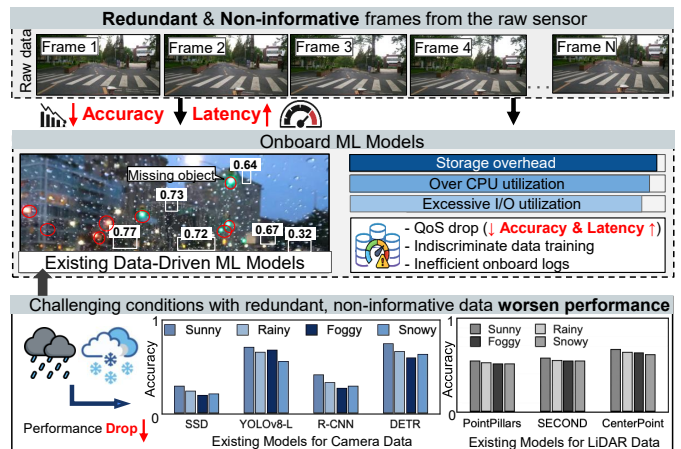 Redundant & Non-informative frames from the raw sensor
Raw data
Frame 1
Frame 2
Frame 3
Frame 4
...
Frame N
↓ Accuracy
Latency↑
Onboard ML Models
Missing object
0.64
0.73
0.77
0.72
0.67
0.32
Existing Data-Driven ML Models
Storage overhead
Over CPU utilization
Excessive I/O utilization
- QoS drop (↓ Accuracy & Latency ↑)
- Indiscriminate data training
- Inefficient onboard logs
Challenging conditions with redundant, non-informative data worsen performance
Performance Drop ↓
Accuracy
1
0
Sunny
Rainy
Foggy
Snowy
SSD
YOLOv8-L
R-CNN
DETR
Existing Models for Camera Data
Accuracy
1
0
Sunny
Rainy
Foggy
Snowy
PointPillars
SECOND
CenterPoint
Existing Models for LiDAR Data